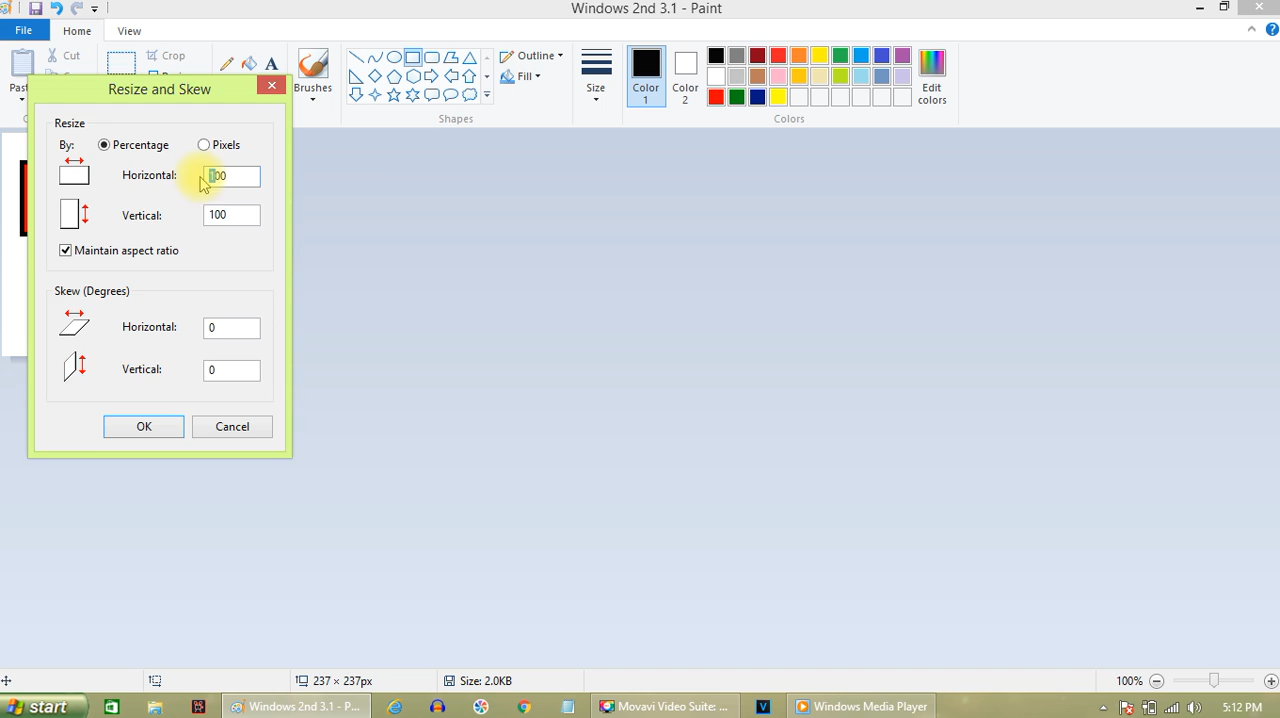 Windows 2nd 3.1 - Paint
File
Home
View
Cut
Crop
Brushes
Outline
Fill
Shapes
Size
Color
1
Color
2
Edit
colors
Colors
Resize and Skew
Resize
By:
Percentage
Pixels
Horizontal:
100
Vertical:
100
Maintain aspect ratio
Skew (Degrees)
Horizontal:
0
Vertical:
0
OK
Cancel
237 × 237px
Size: 2.0KB
100%
start
Windows 2nd 3.1 - P...
Movavi Video Suite: ...
Windows Media Player
5:12 PM